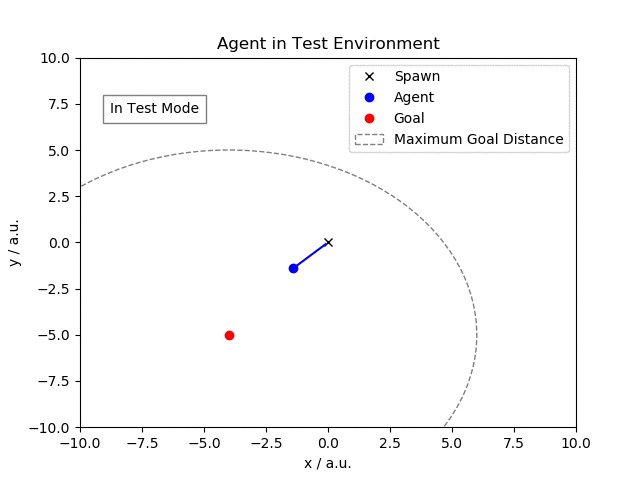 Agent in Test Environment
In Test Mode
Spawn
Agent
Goal
Maximum Goal Distance
y / a.u.
10.0
7.5
5.0
2.5
0.0
−2.5
−5.0
−7.5
−10.0
−10.0 −7.5 −5.0 −2.5 0.0 2.5 5.0 7.5 10.0
x / a.u.